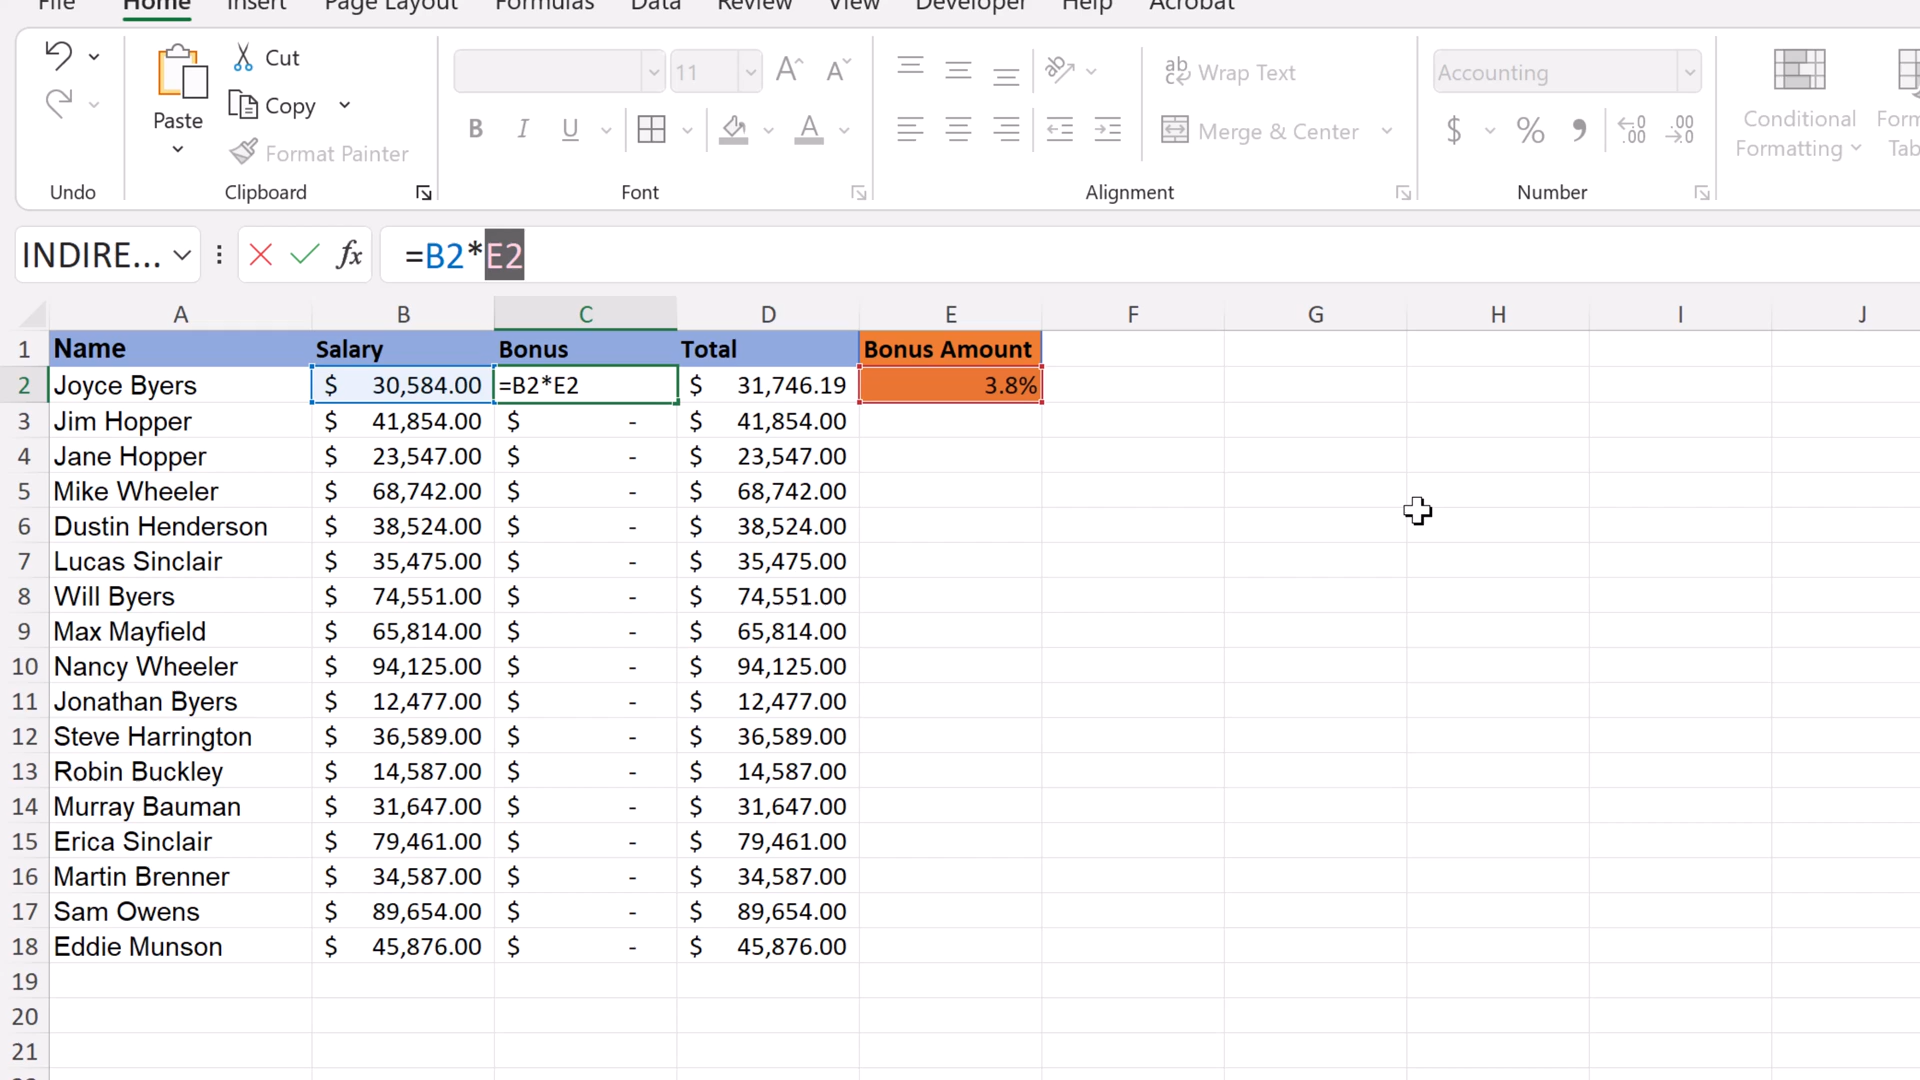 File Home Insert Page Layout Formulas Data Review View Developer Help Acrobat
Cut
Copy
Paste
Format Painter
11
B I U
Wrap Text
Merge & Center
Accounting
$ % 9 .00 .00
Conditional
Formatting
Undo Clipboard Font Alignment Number
INDIRE... fx =B2*E2
A B C D E F G H I J
1 Name Salary Bonus Total Bonus Amount
2 Joyce Byers $ 30,584.00 =B2*E2 $ 31,746.19 3.8%
3 Jim Hopper $ 41,854.00 $ - $ 41,854.00
4 Jane Hopper $ 23,547.00 $ - $ 23,547.00
5 Mike Wheeler $ 68,742.00 $ - $ 68,742.00
6 Dustin Henderson $ 38,524.00 $ - $ 38,524.00
7 Lucas Sinclair $ 35,475.00 $ - $ 35,475.00
8 Will Byers $ 74,551.00 $ - $ 74,551.00
9 Max Mayfield $ 65,814.00 $ - $ 65,814.00
10 Nancy Wheeler $ 94,125.00 $ - $ 94,125.00
11 Jonathan Byers $ 12,477.00 $ - $ 12,477.00
12 Steve Harrington $ 36,589.00 $ - $ 36,589.00
13 Robin Buckley $ 14,587.00 $ - $ 14,587.00
14 Murray Bauman $ 31,647.00 $ - $ 31,647.00
15 Erica Sinclair $ 79,461.00 $ - $ 79,461.00
16 Martin Brenner $ 34,587.00 $ - $ 34,587.00
17 Sam Owens $ 89,654.00 $ - $ 89,654.00
18 Eddie Munson $ 45,876.00 $ - $ 45,876.00
19
20
21